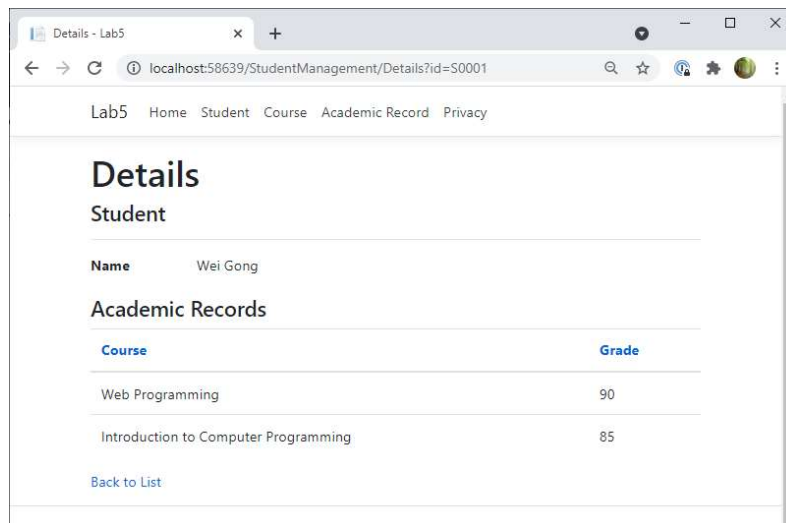 Details - Lab5
localhost:58639/StudentManagement/Details?id=S0001
Lab5 Home Student Course Academic Record Privacy
Details
Student
Name Wei Gong
Academic Records
Course Grade
Web Programming 90
Introduction to Computer Programming 85
Back to List